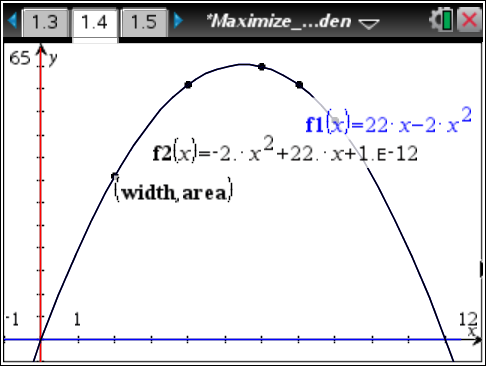 1.3 1.4 1.5 *Maximize_...den
65 y
f1(x)=22·x-2·x²
f2(x)=-2.·x²+22.·x+1.E-12
(width,area)
-1 1 12
x